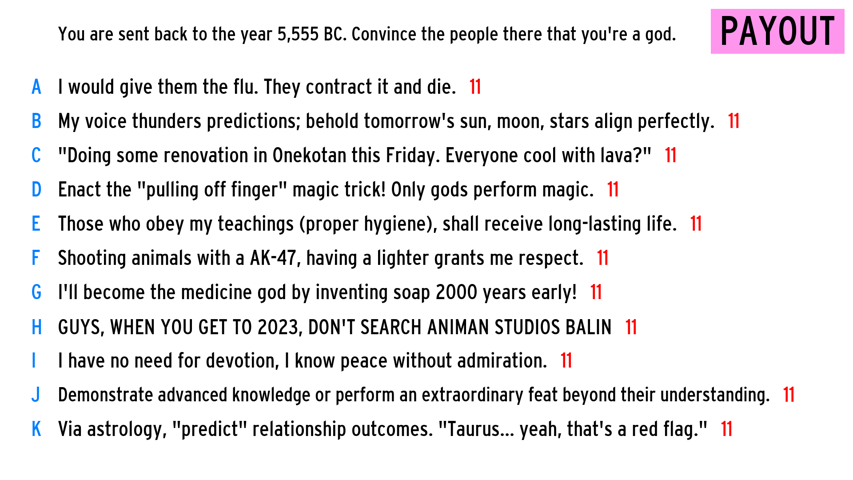 You are sent back to the year 5,555 BC. Convince the people there that you're a god.
PAYOUT
A I would give them the flu. They contract it and die. 11
B My voice thunders predictions; behold tomorrow's sun, moon, stars align perfectly. 11
C "Doing some renovation in Onekotan this Friday. Everyone cool with lava?" 11
D Enact the "pulling off finger" magic trick! Only gods perform magic. 11
E Those who obey my teachings (proper hygiene), shall receive long-lasting life. 11
F Shooting animals with a AK-47, having a lighter grants me respect. 11
G I'll become the medicine god by inventing soap 2000 years early! 11
H GUYS, WHEN YOU GET TO 2023, DON'T SEARCH ANIMAN STUDIOS BALIN 11
I I have no need for devotion, I know peace without admiration. 11
J Demonstrate advanced knowledge or perform an extraordinary feat beyond their understanding. 11
K Via astrology, "predict" relationship outcomes. "Taurus... yeah, that's a red flag." 11